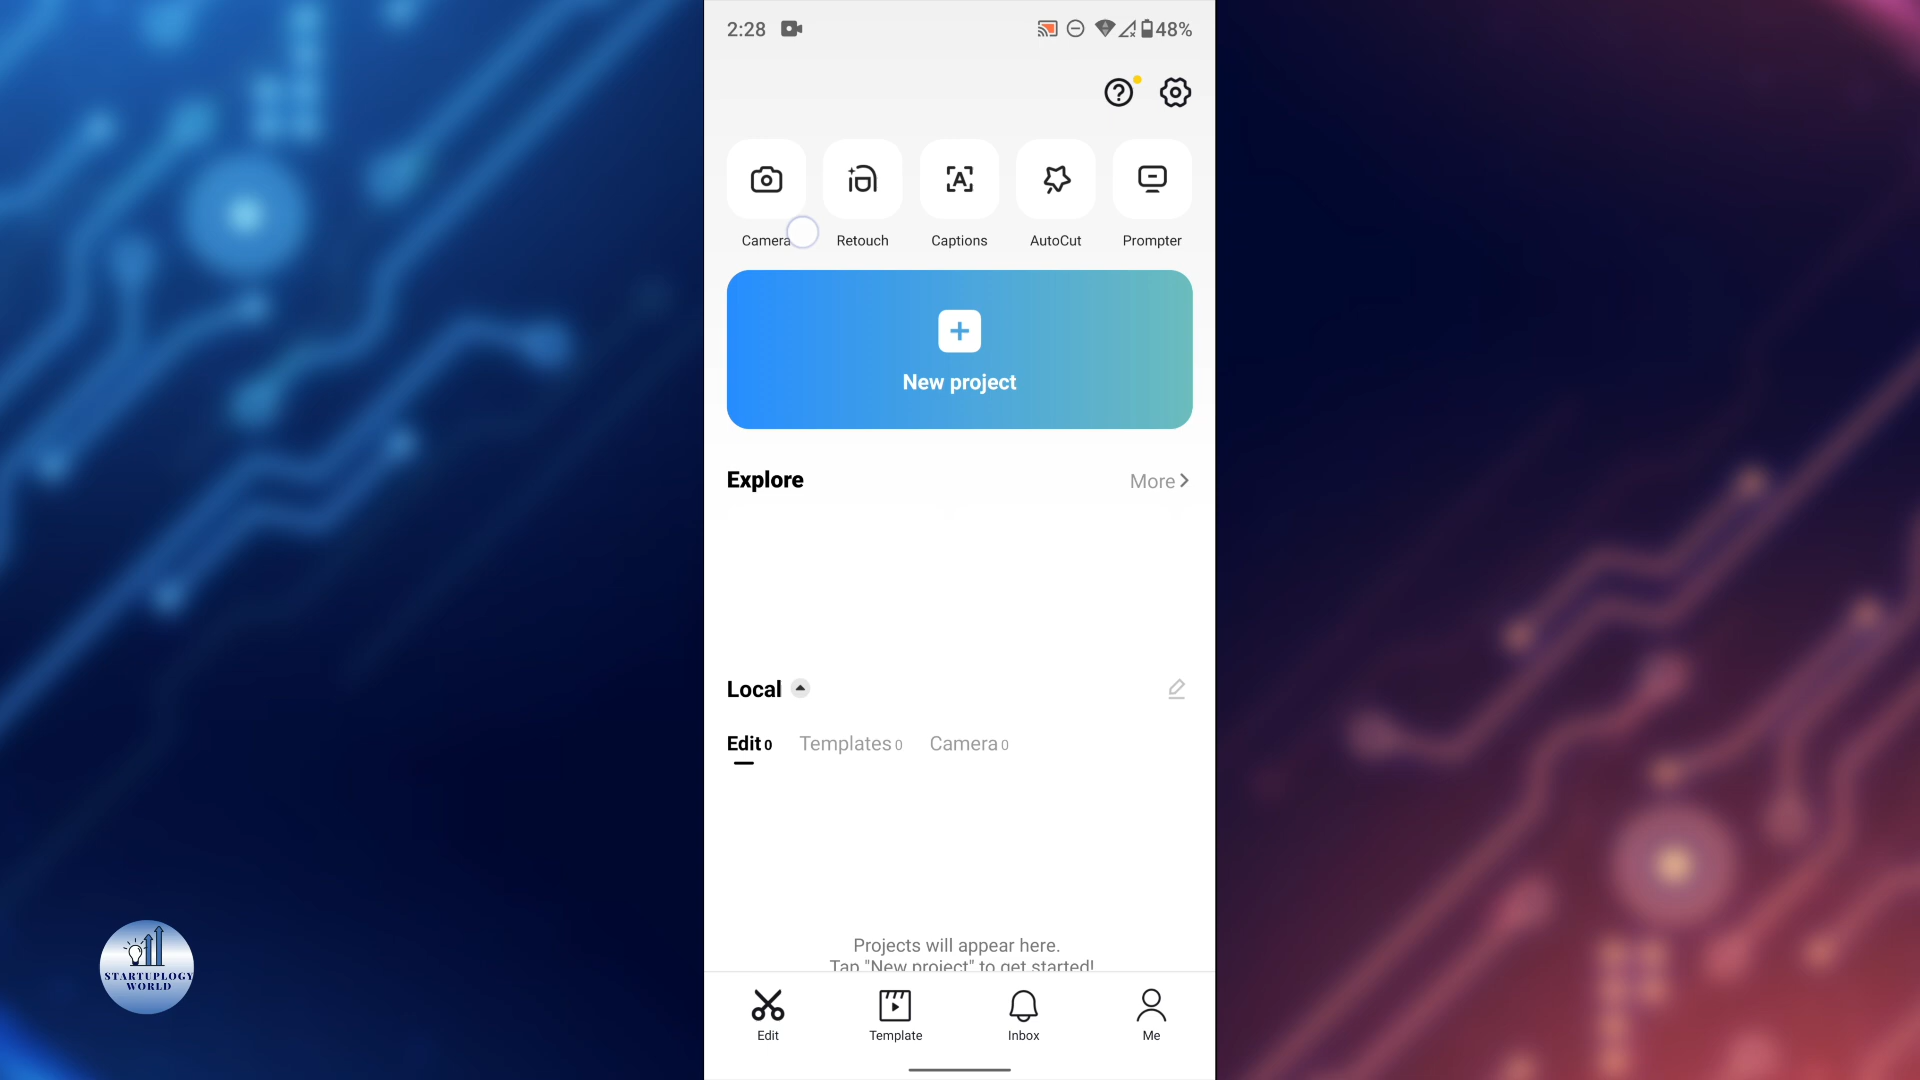 2:28
48%
Camera
Retouch
Captions
AutoCut
Prompter
New project
Explore
More
Local
Edit 0
Templates 0
Camera 0
Projects will appear here.
Tap "New project" to get started!
STARTUPLOGY
WORLD
Edit
Template
Inbox
Me